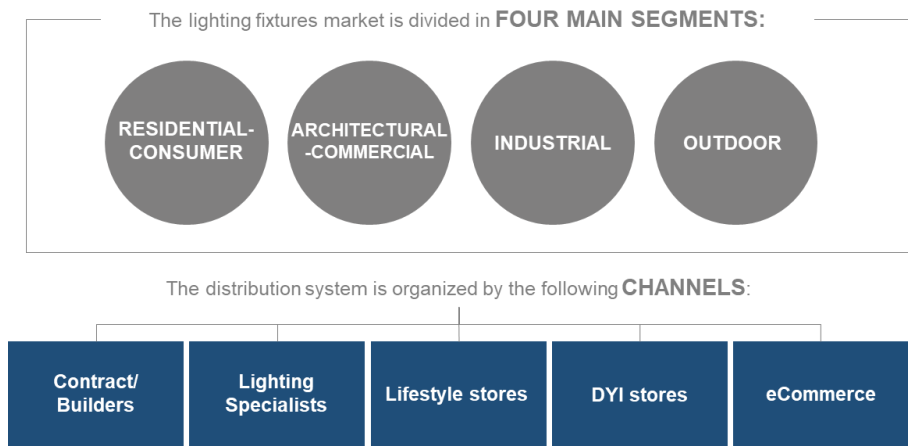 The lighting fixtures market is divided in FOUR MAIN SEGMENTS:
RESIDENTIAL-
CONSUMER
ARCHITECTURAL
-COMMERCIAL
INDUSTRIAL
OUTDOOR
The distribution system is organized by the following CHANNELS:
Contract/
Builders
Lighting
Specialists
Lifestyle stores
DYI stores
eCommerce